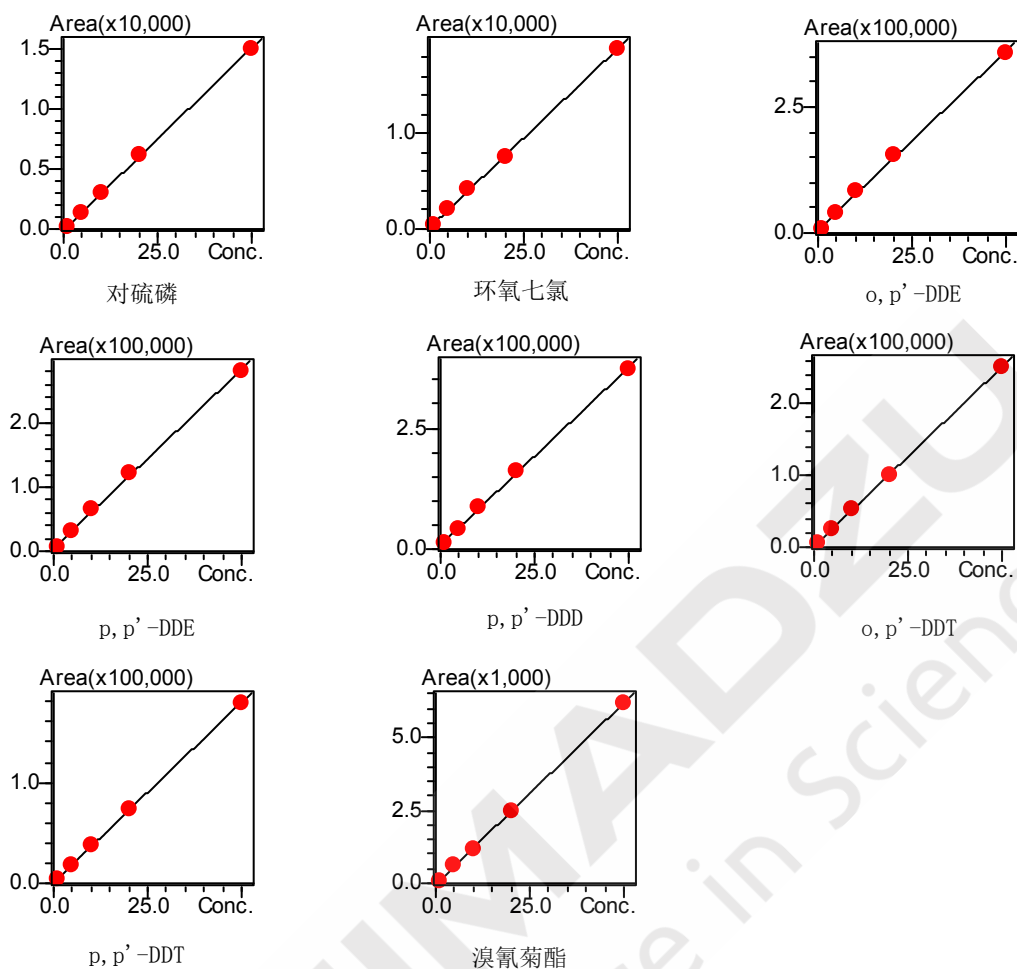 Area(x10,000)
1.5
1.0
0.5
0.0
0.0 25.0 Conc.
对硫磷
Area(x10,000)
1.0
0.0
0.0 25.0 Conc.
环氧七氯
Area(x100,000)
2.5
0.0
0.0 25.0 Conc.
o,p'-DDE
Area(x100,000)
2.0
1.0
0.0
0.0 25.0 Conc.
p,p'-DDE
Area(x100,000)
2.5
0.0
0.0 25.0 Conc.
p,p'-DDD
Area(x100,000)
2.0
1.0
0.0
0.0 25.0 Conc.
o,p'-DDT
Area(x100,000)
1.0
0.0
0.0 25.0 Conc.
p,p'-DDT
Area(x1,000)
5.0
2.5
0.0
0.0 25.0 Conc.
溴氰菊酯